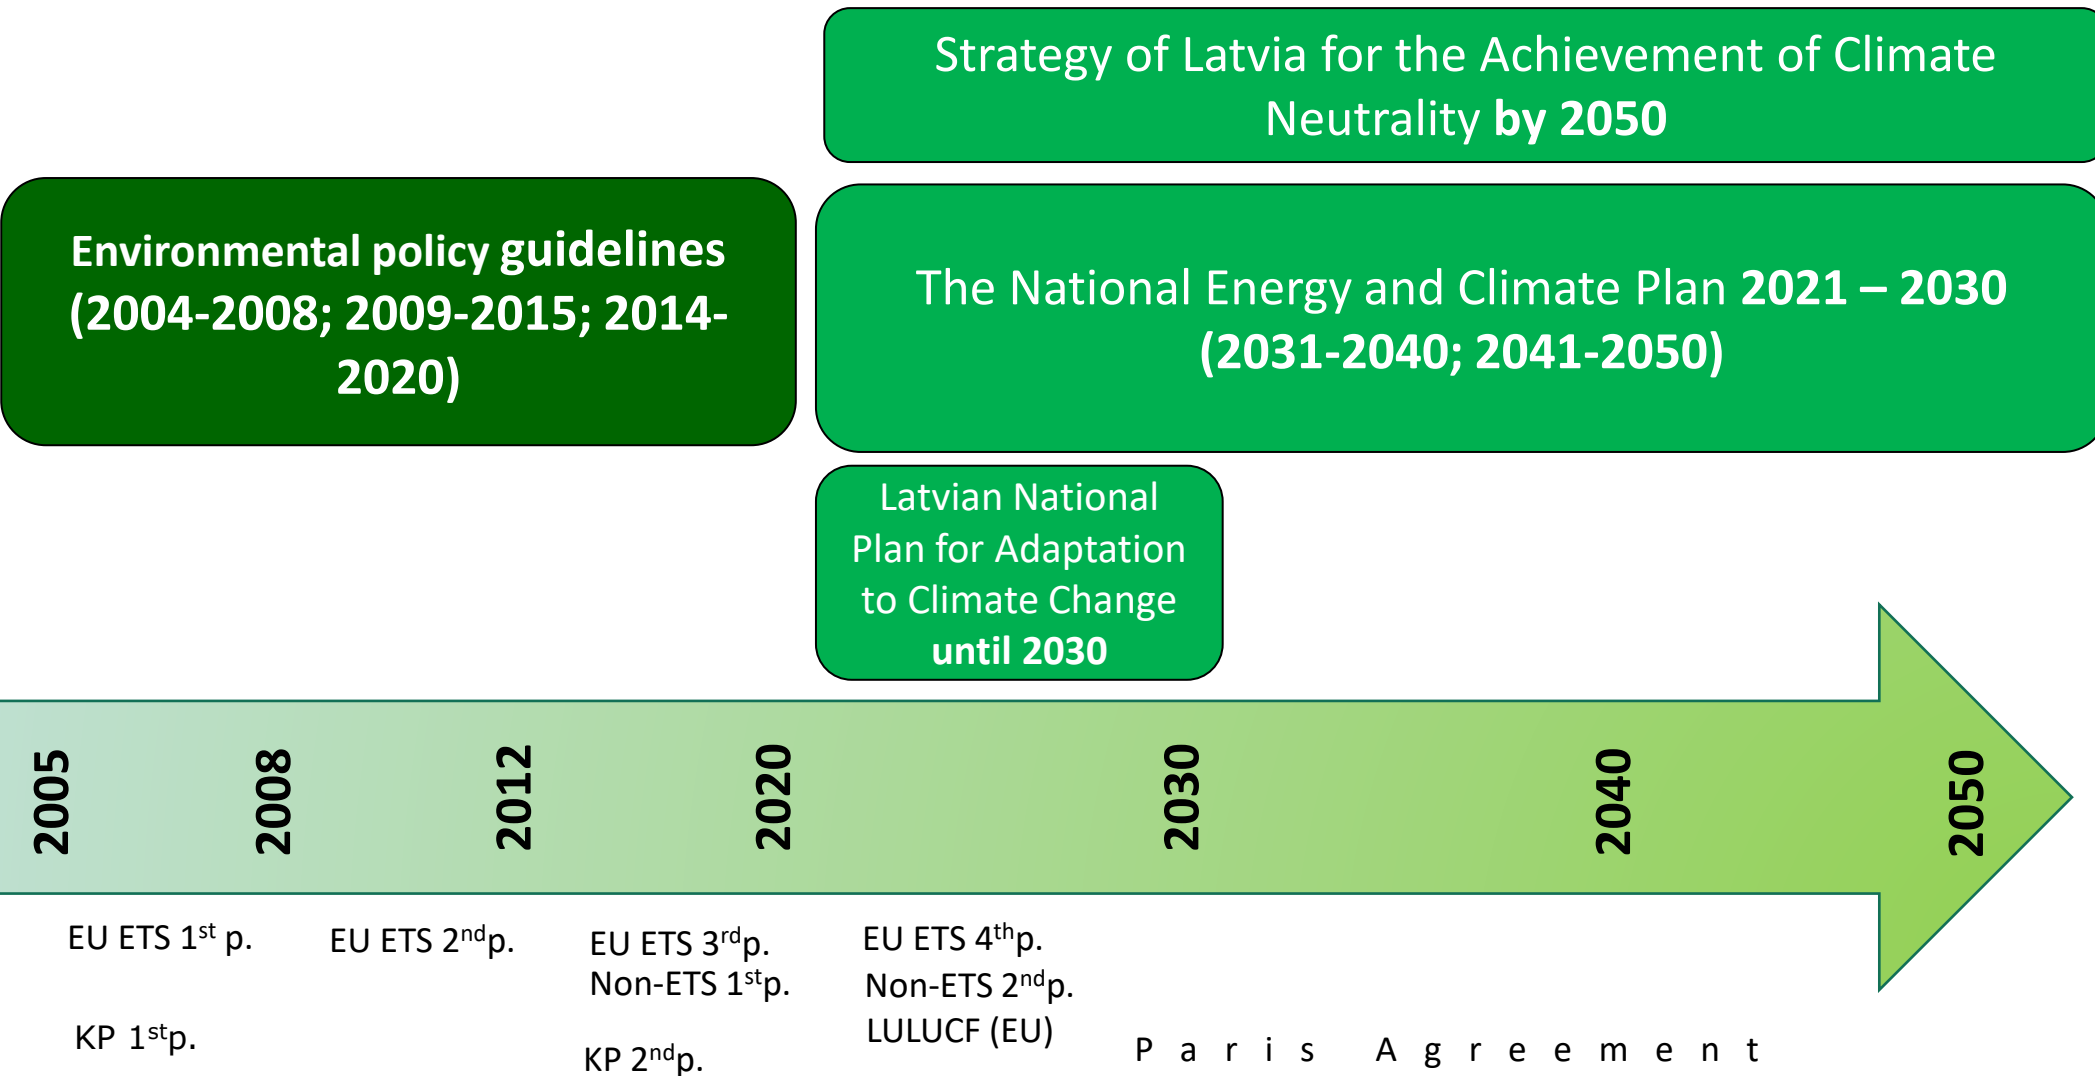 Strategy of Latvia for the Achievement of Climate
Neutrality by 2050
Environmental policy guidelines
(2004-2008; 2009-2015; 2014-
2020)
The National Energy and Climate Plan 2021 – 2030
(2031-2040; 2041-2050)
Latvian National
Plan for Adaptation
to Climate Change
until 2030
2005
2008
2012
2020
2030
2040
2050
EU ETS 1st p.
KP 1stp.
EU ETS 2ndp.
EU ETS 3rdp.
Non-ETS 1stp.
KP 2ndp.
EU ETS 4thp.
Non-ETS 2ndp.
LULUCF (EU)
Paris Agreement